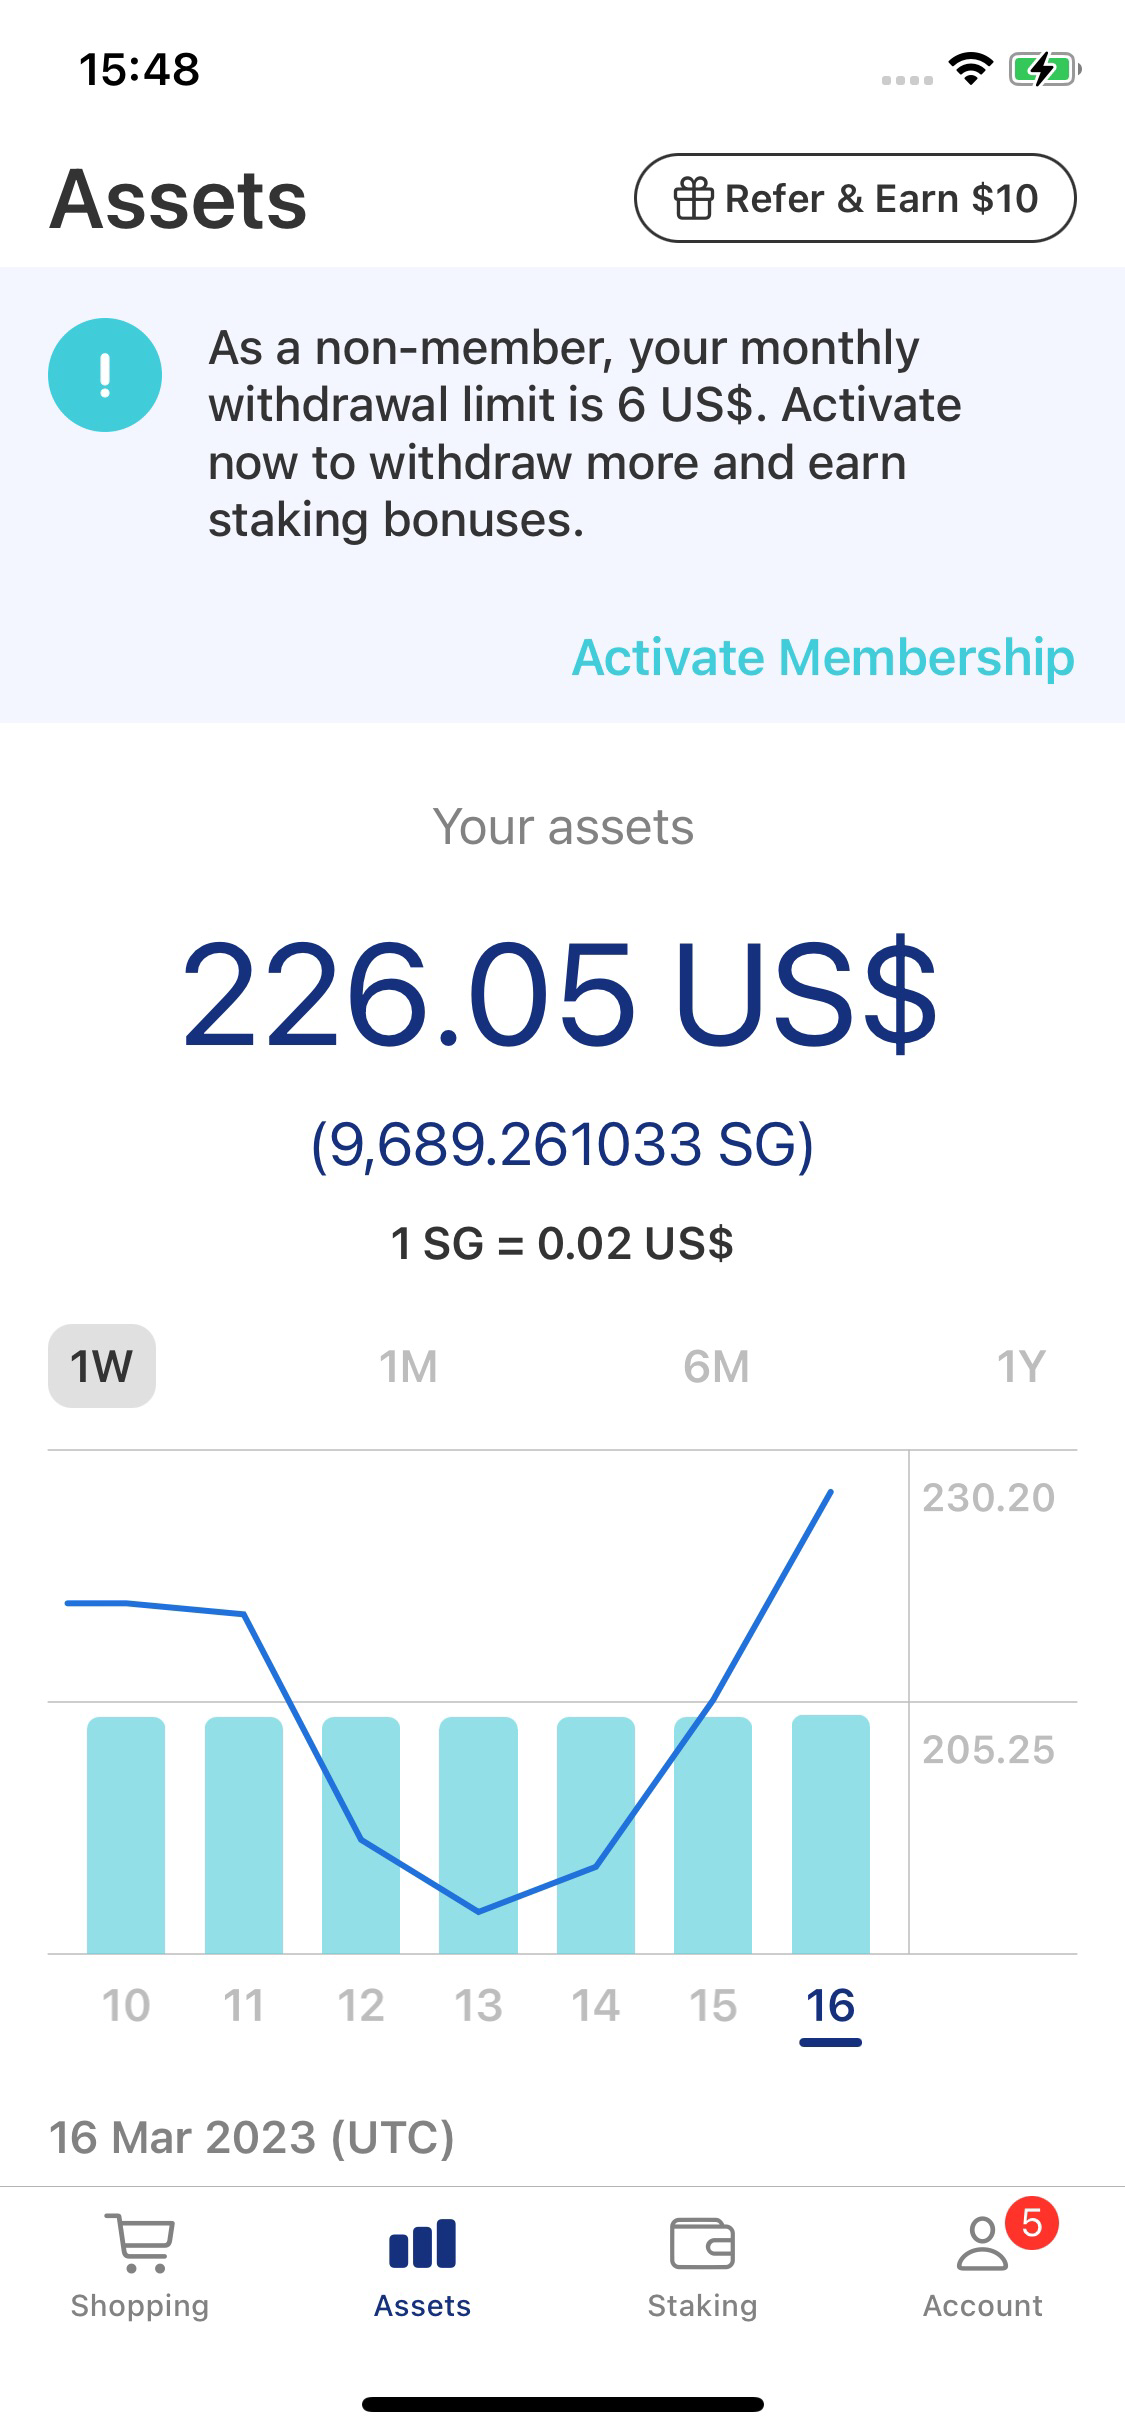 15:48
Assets
Refer & Earn $10
As a non-member, your monthly
withdrawal limit is 6 US$. Activate
now to withdraw more and earn
staking bonuses.
Activate Membership
Your assets
226.05 US$
(9,689.261033 SG)
1 SG = 0.02 US$
1W 1M 6M 1Y
230.20
205.25
10 11 12 13 14 15 16
16 Mar 2023 (UTC)
5
Shopping Assets Staking Account